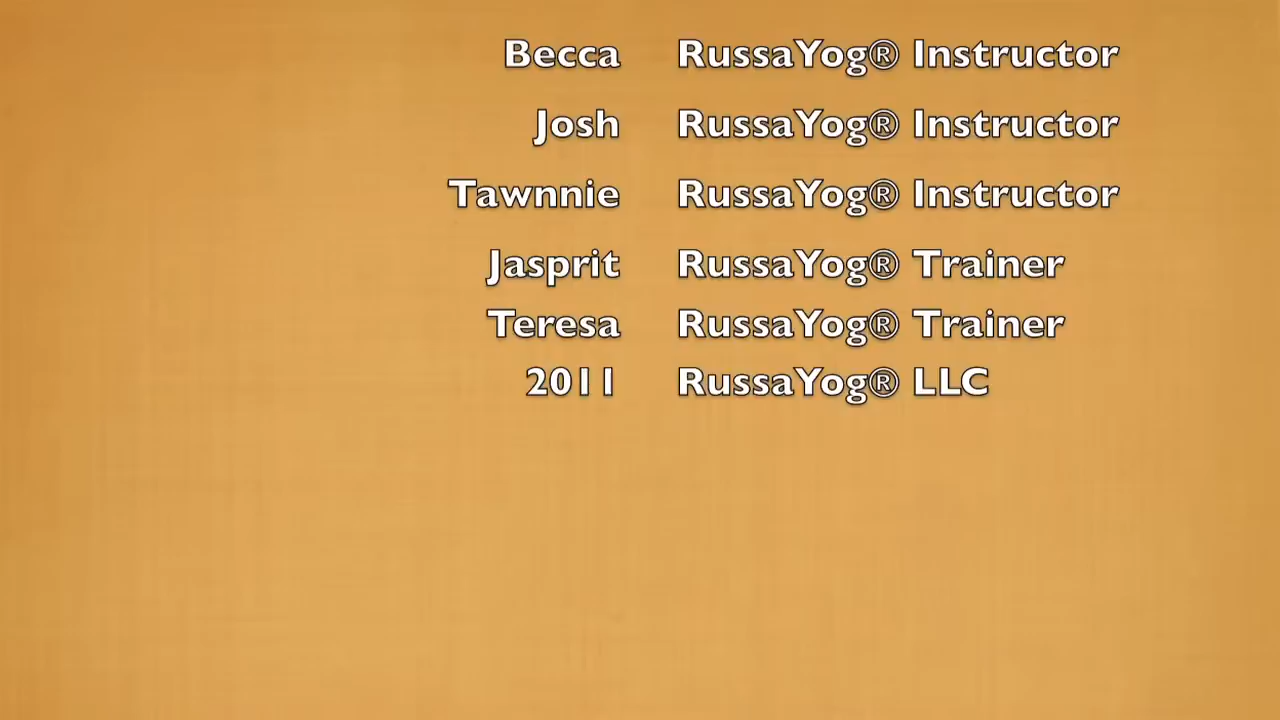 Becca RussaYog® Instructor
Josh RussaYog® Instructor
Tawnnie RussaYog® Instructor
Jasprit RussaYog® Trainer
Teresa RussaYog® Trainer
2011 RussaYog® LLC